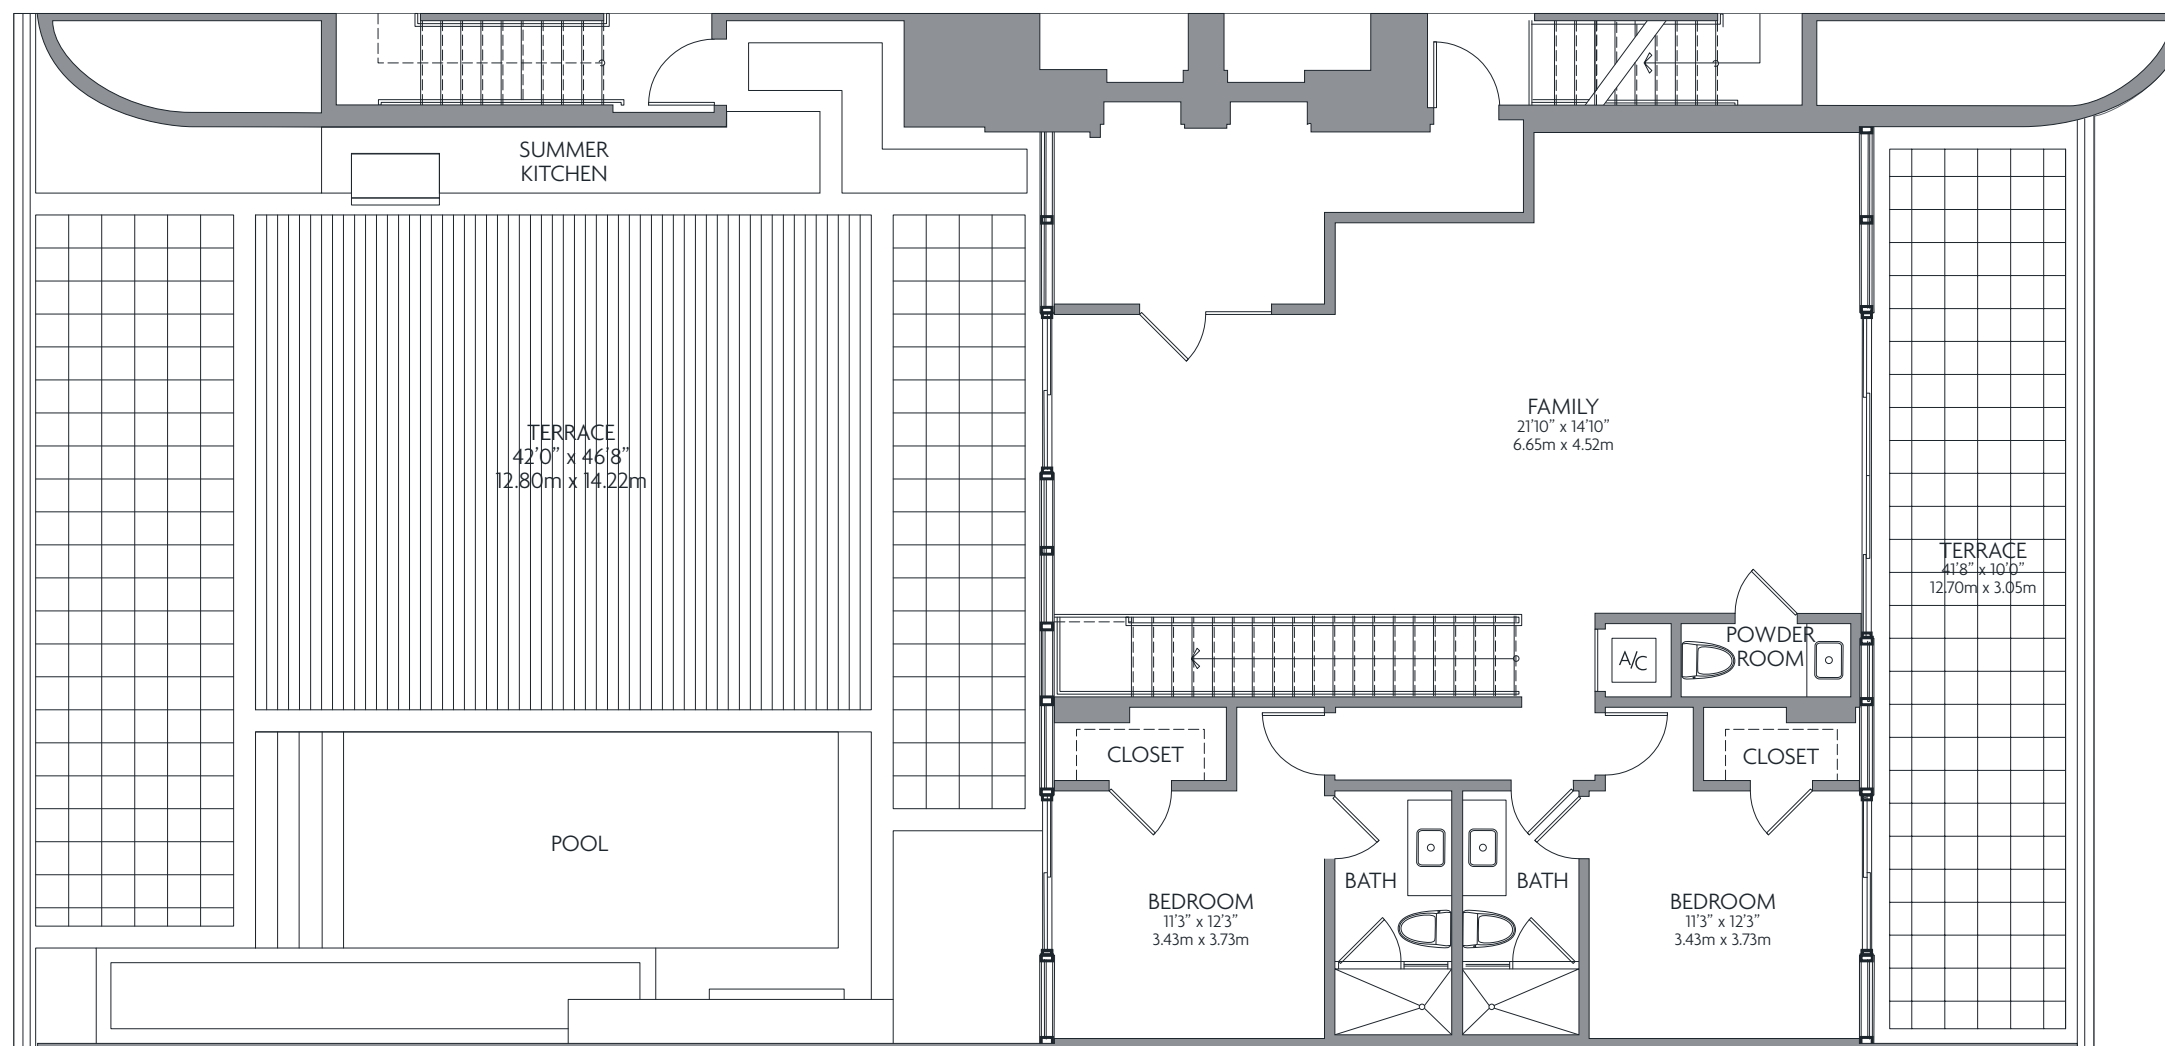 SUMMER
KITCHEN
TERRACE
42'0” x 46'8”
12.80m x 14.22m
FAMILY
21'10” x 14'10”
6.65m x 4.52m
TERRACE
41'8” x 10'0”
12.70m x 3.05m
POWDER
ROOM
A/C
CLOSET
CLOSET
POOL
BATH
BATH
BEDROOM
11'3” x 12'3”
3.43m x 3.73m
BEDROOM
11'3” x 12'3”
3.43m x 3.73m